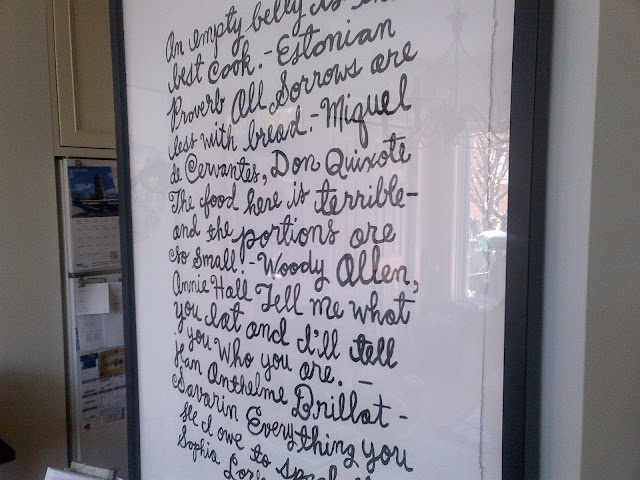 An empty belly is the
best Cook. - Estonian
Proverb All Sorrows are
less with bread. - Miguel
de Cervantes, Don Quixote
The food here is terrible -
and the portions are
so small! - Woody Allen,
Annie Hall Tell me what
you Eat and I'll tell
you Who you are. -
Jean Anthelme Brillat -
Savarin Everything you
see I owe to
Sophia